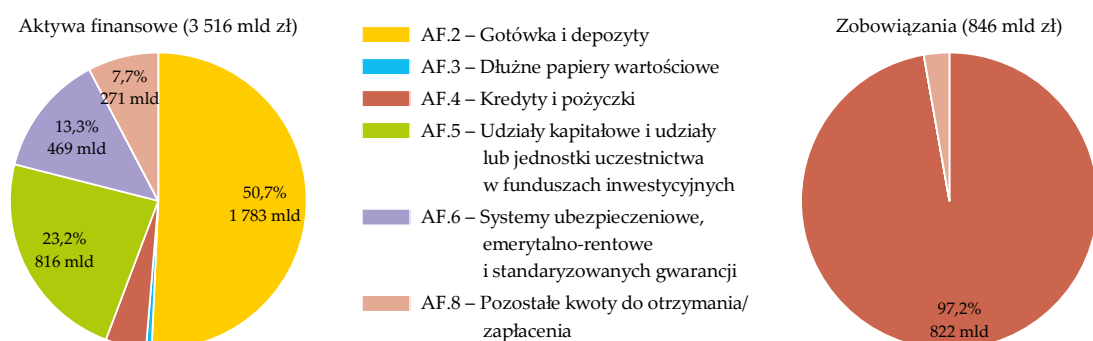 Aktywa finansowe (3 516 mld zł)
7,7%
271 mld
13,3%
469 mld
50,7%
1 783 mld
23,2%
816 mld
AF.2 – Gotówka i depozyty
AF.3 – Dłużne papiery wartościowe
AF.4 – Kredyty i pożyczki
AF.5 – Udziały kapitałowe i udziały
lub jednostki uczestnictwa
w funduszach inwestycyjnych
AF.6 – Systemy ubezpieczeniowe,
emerytalno-rentowe
i standaryzowanych gwarancji
AF.8 – Pozostałe kwoty do otrzymania/
zapłacenia
Zobowiązania (846 mld zł)
97,2%
822 mld